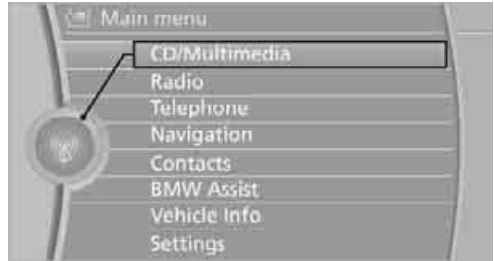 Main menu
CD/Multimedia
Radio
Telephone
Navigation
Contacts
BMW Assist
Vehicle Info
Settings